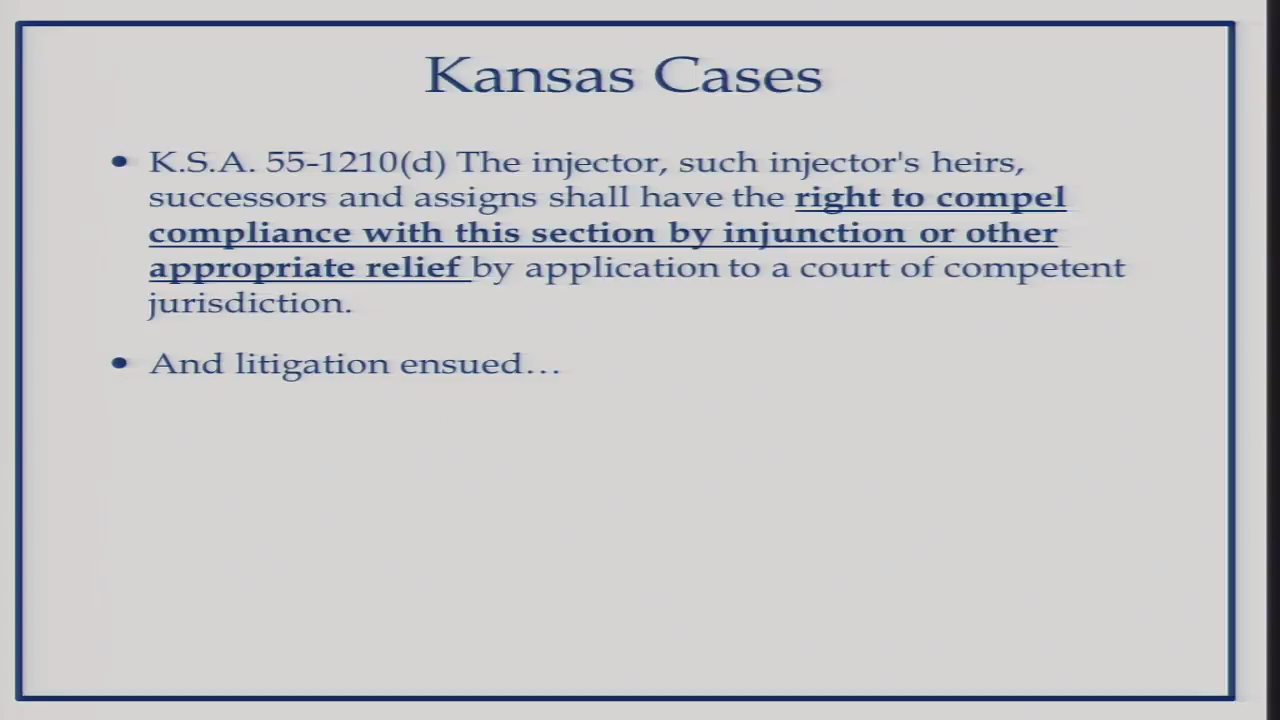 Kansas Cases
• K.S.A. 55-1210(d) The injector, such injector's heirs,
successors and assigns shall have the right to compel
compliance with this section by injunction or other
appropriate relief by application to a court of competent
jurisdiction.
• And litigation ensued…